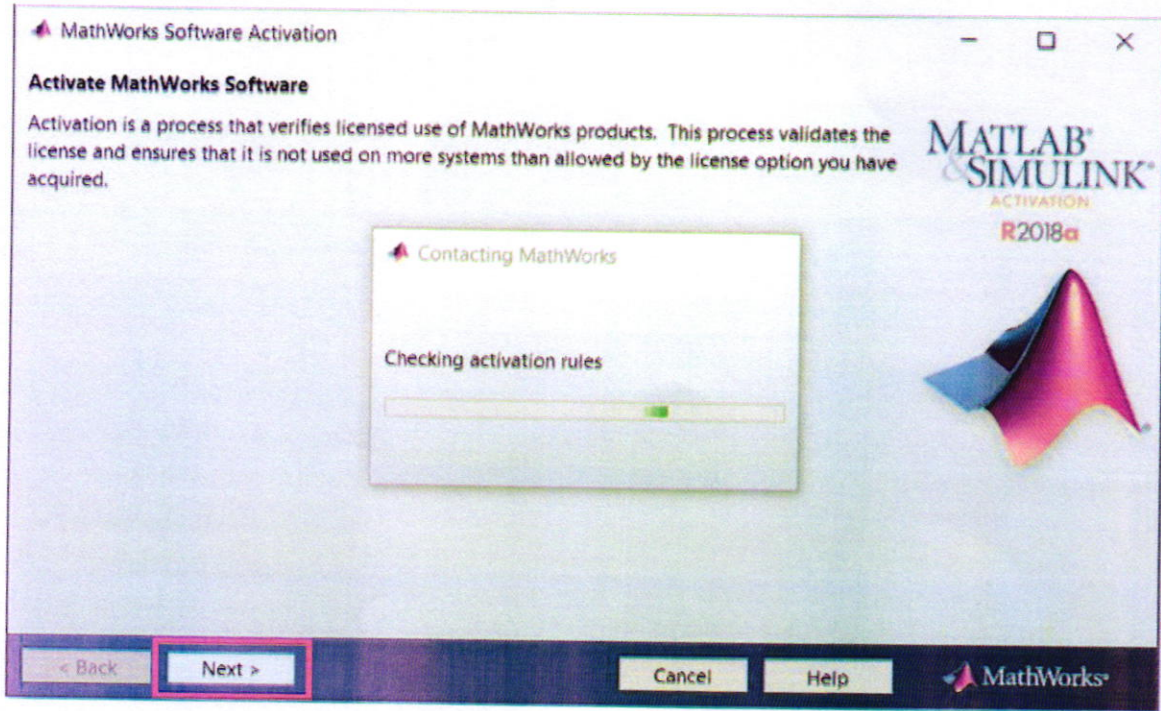 MathWorks Software Activation
Activate MathWorks Software
Activation is a process that verifies licensed use of MathWorks products. This process validates the
license and ensures that it is not used on more systems than allowed by the license option you have
acquired.
MATLAB®
&SIMULINK®
ACTIVATION
R2018a
Contacting MathWorks
Checking activation rules
< Back
Next >
Cancel
Help
MathWorks®